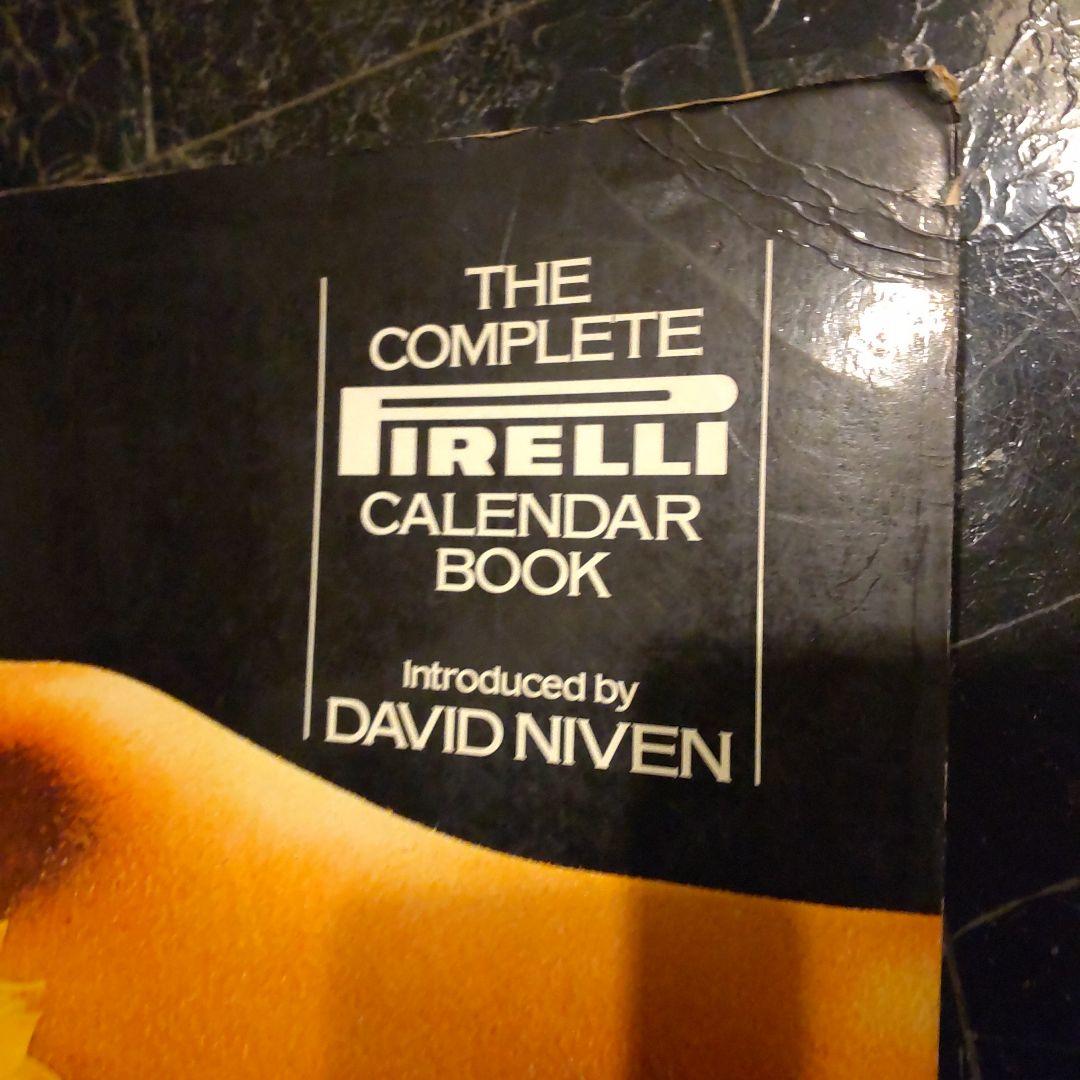 THE
COMPLETE
PIRELLI
CALENDAR
BOOK
Introduced by
DAVID NIVEN